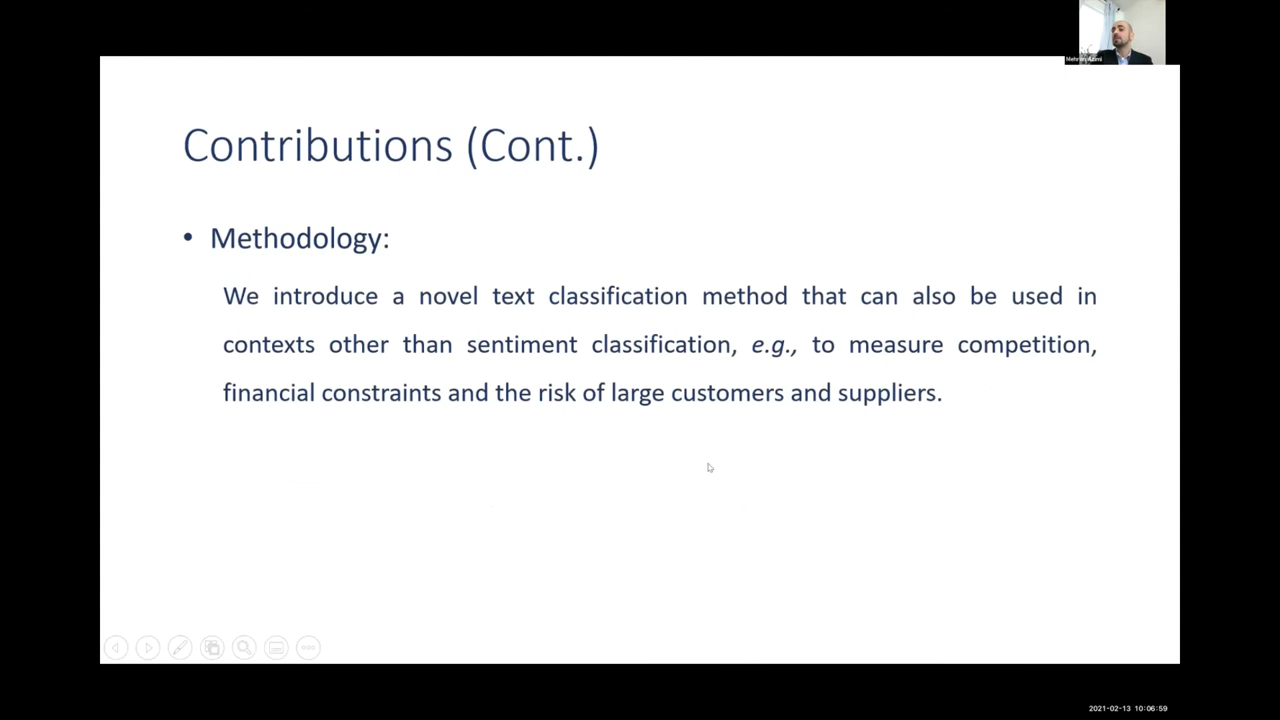 Mehran Azimi
Contributions (Cont.)
• Methodology:
We introduce a novel text classification method that can also be used in
contexts other than sentiment classification, e.g., to measure competition,
financial constraints and the risk of large customers and suppliers.
2021-02-13 10:06:59